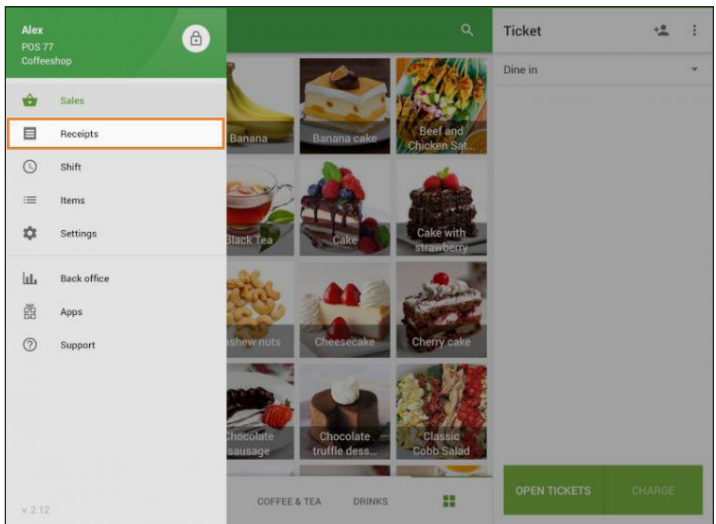 Alex
POS 77
Coffeeshop
Sales
Receipts
Shift
Items
Settings
Back office
Apps
Support
v. 2.12
Banana
Banana cake
Beef and
Chicken Sat...
Black Tea
Cake
Cake with
strawberry
Cheesecake
Cherry cake
nuts
Chocolate
sausage
Chocolate
truffle dess...
Classic
Cobb Salad
COFFEE & TEA
DRINKS
Ticket
Dine in
OPEN TICKETS
CHARGE